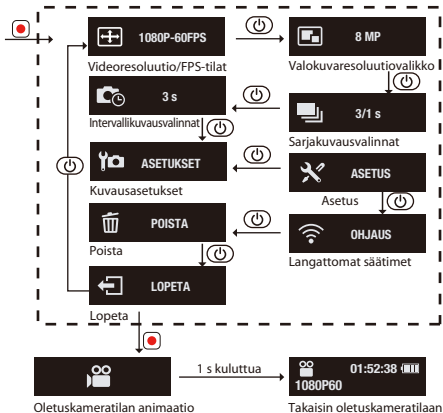 1080P-60FPS
8 MP
Videoresoluutio/FPS-tilat
Valokuvaresoluutiovalikko
3 s
3/1 s
Intervallikuvausvalinnat
Sarjakuvausvalinnat
ASETUKSET
ASETUS
Kuvausasetukset
Asetus
POISTA
OHJAUS
Poista
Langattomat säätimet
LOPETA
Lopeta
1 s kuluttua
01:52:38
1080P60
Oletuskameratilan animaatio
Takaisin oletuskameratilaan